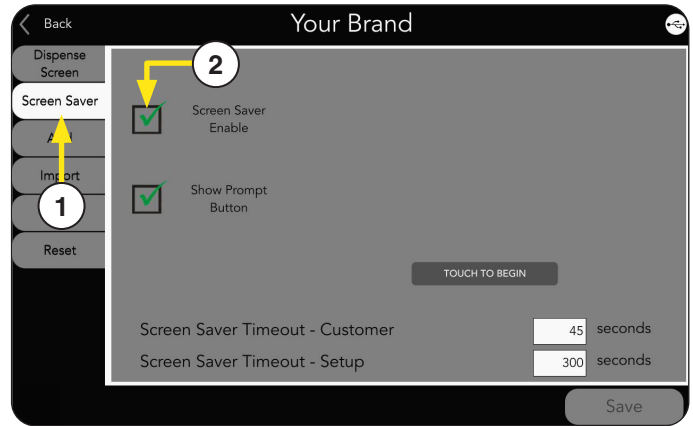 Back
Your Brand
Dispense
Screen
Screen Saver
Import
Reset
1
2
Screen Saver
Enable
Show Prompt
Button
TOUCH TO BEGIN
Screen Saver Timeout - Customer
45 seconds
Screen Saver Timeout - Setup
300 seconds
Save